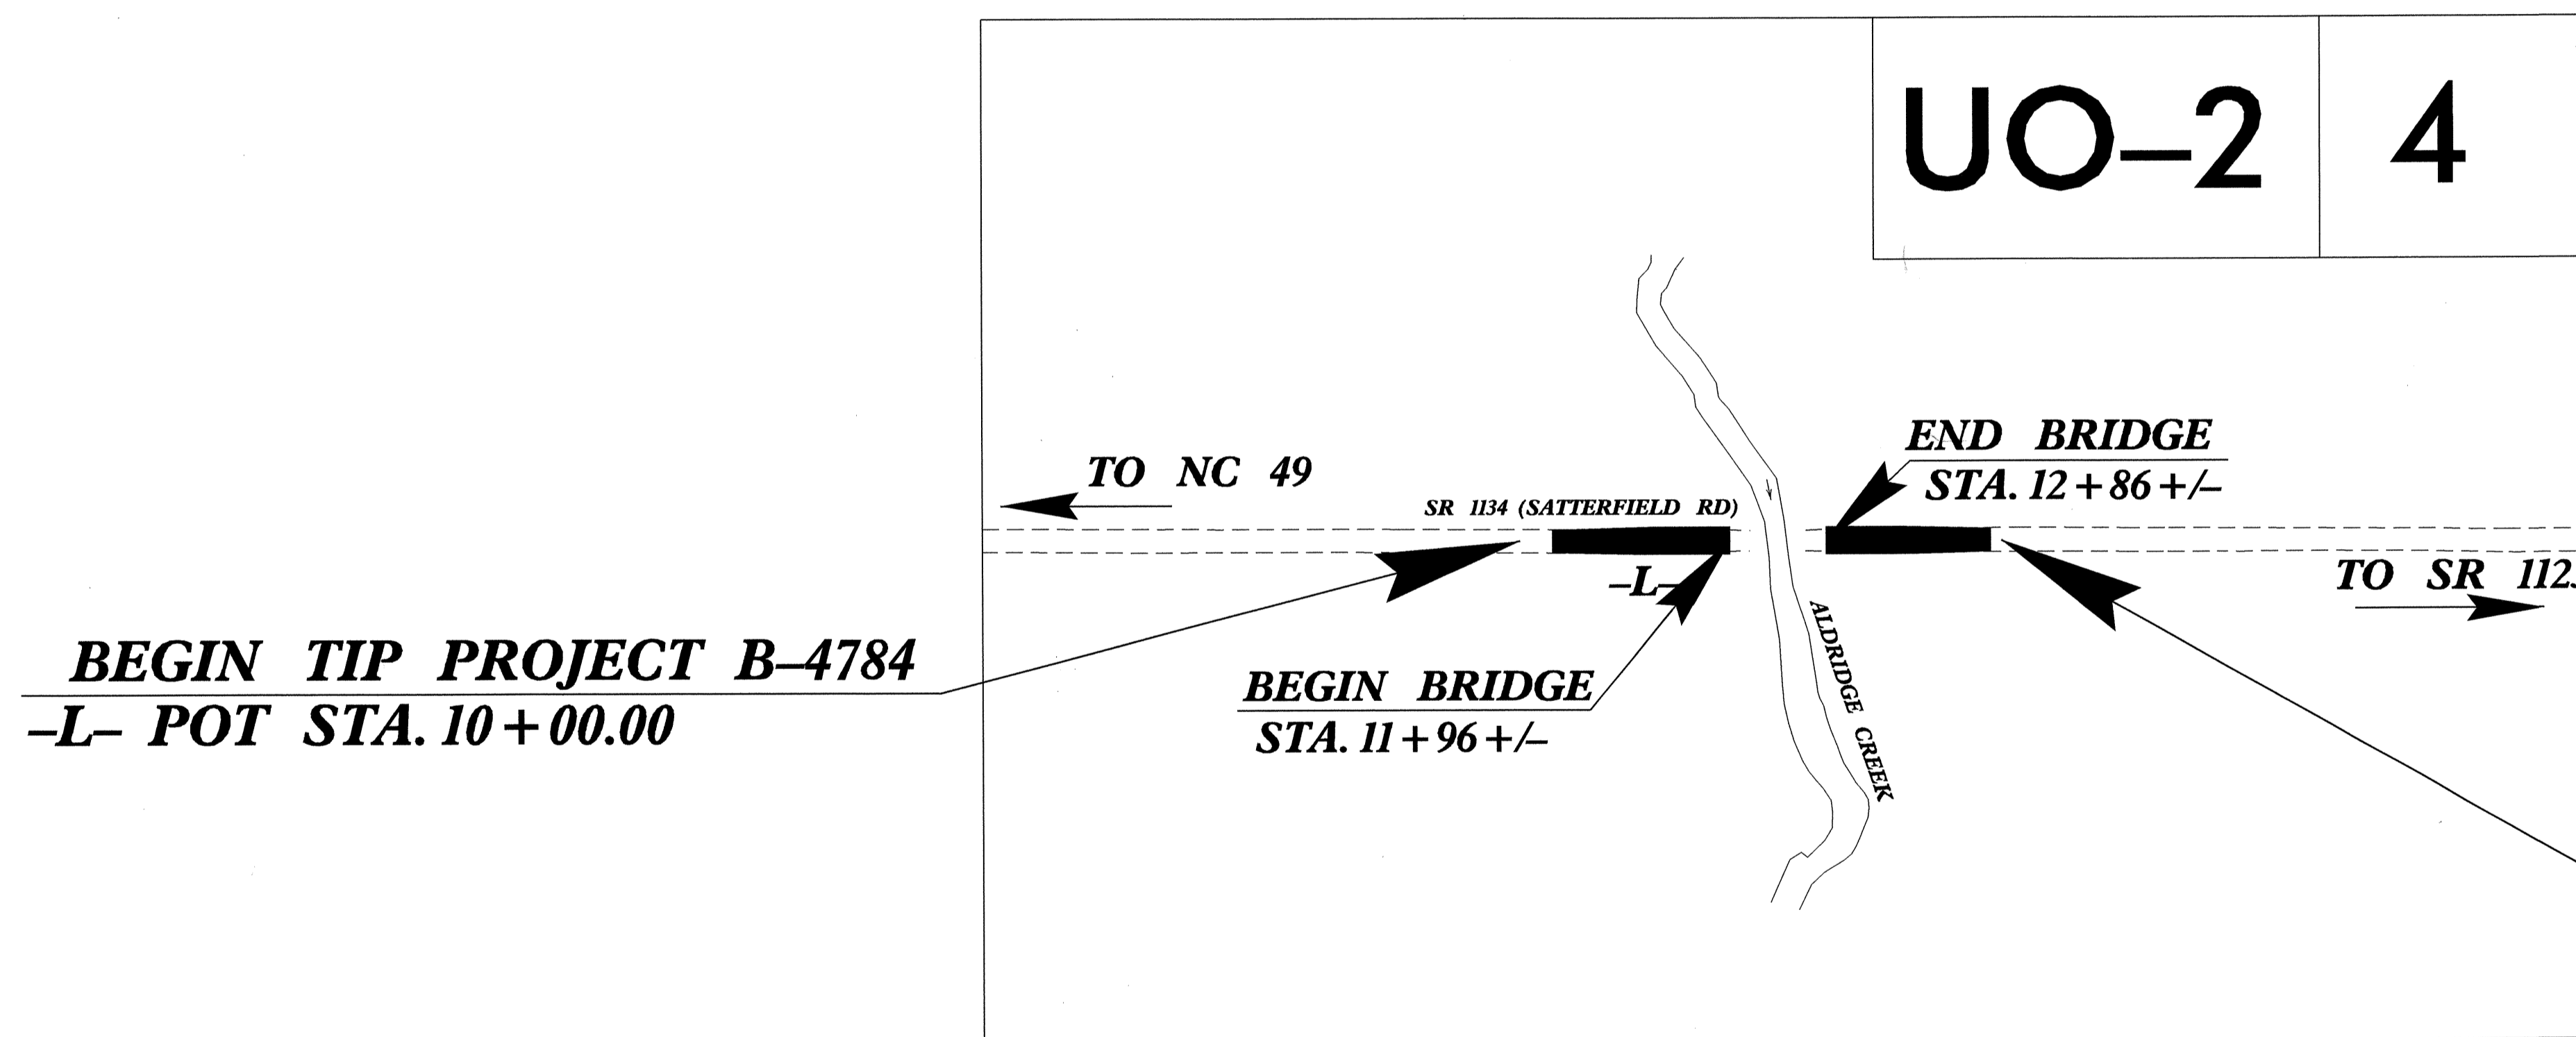 UO–2 4
END BRIDGE
STA. 12+86+/–
TO NC 49
SR 1134 (SATTERFIELD RD)
–L–
TO SR
BEGIN TIP PROJECT B–4784
–L– POT STA. 10+00.00
BEGIN BRIDGE
STA. 11+96+/–
ALDRIDGE CREEK